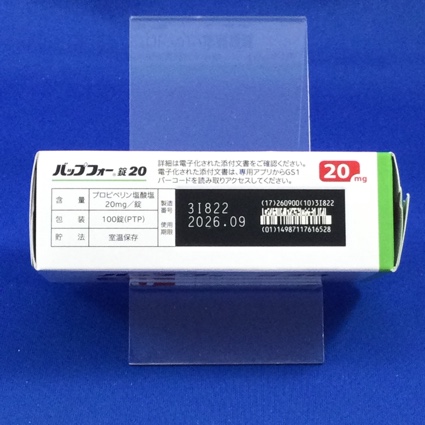 バップフォー®錠20
詳細は電子化された添付文書をご確認ください。
電子化された添付文書は、専用アプリからGS1
バーコードを読み取りアクセスしてください。
20mg
含量 プロピベリン塩酸塩
20mg/錠
包装 100錠(PTP)
貯法 室温保存
製造番号 3I822
使用期限 2026.09
(17)260900(10)3I822
(01)14987117616528